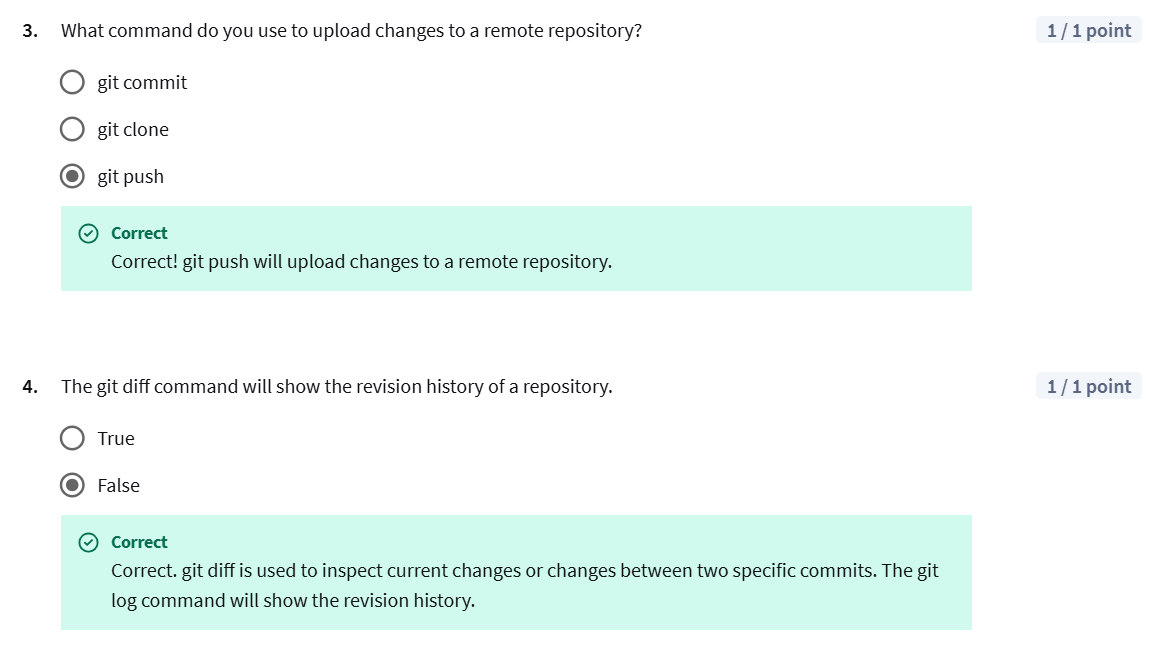 3. What command do you use to upload changes to a remote repository? 1 / 1 point
git commit
git clone
git push
Correct
Correct! git push will upload changes to a remote repository.
4. The git diff command will show the revision history of a repository. 1 / 1 point
True
False
Correct
Correct. git diff is used to inspect current changes or changes between two specific commits. The git
log command will show the revision history.